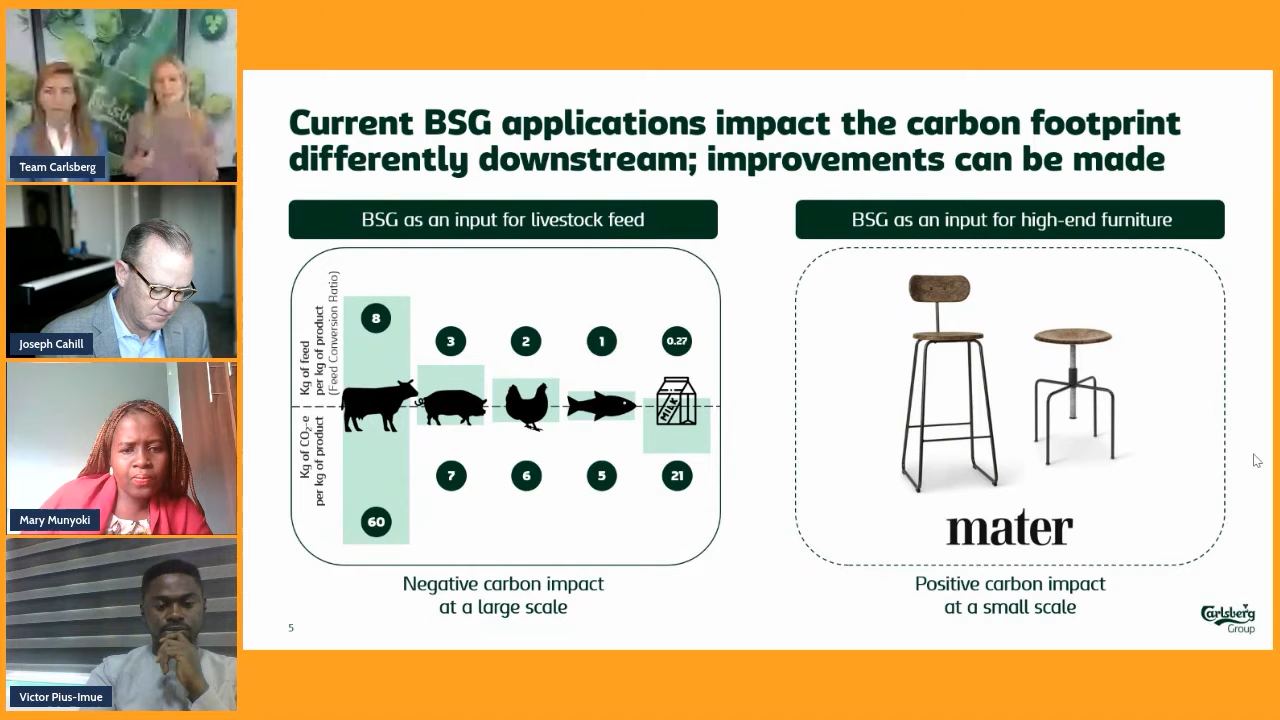 Team Carlsberg
Joseph Cahill
Mary Munyoki
Victor Pius-Imue
Current BSG applications impact the carbon footprint
differently downstream; improvements can be made
BSG as an input for livestock feed
Kg of feed
per kg of product
(Feed Conversion Ratio)
8
3
2
1
0.27
MILK
Kg of CO₂-e
per kg of product
60
7
6
5
21
Negative carbon impact
at a large scale
BSG as an input for high-end furniture
mater
Positive carbon impact
at a small scale
5
Carlsberg
Group